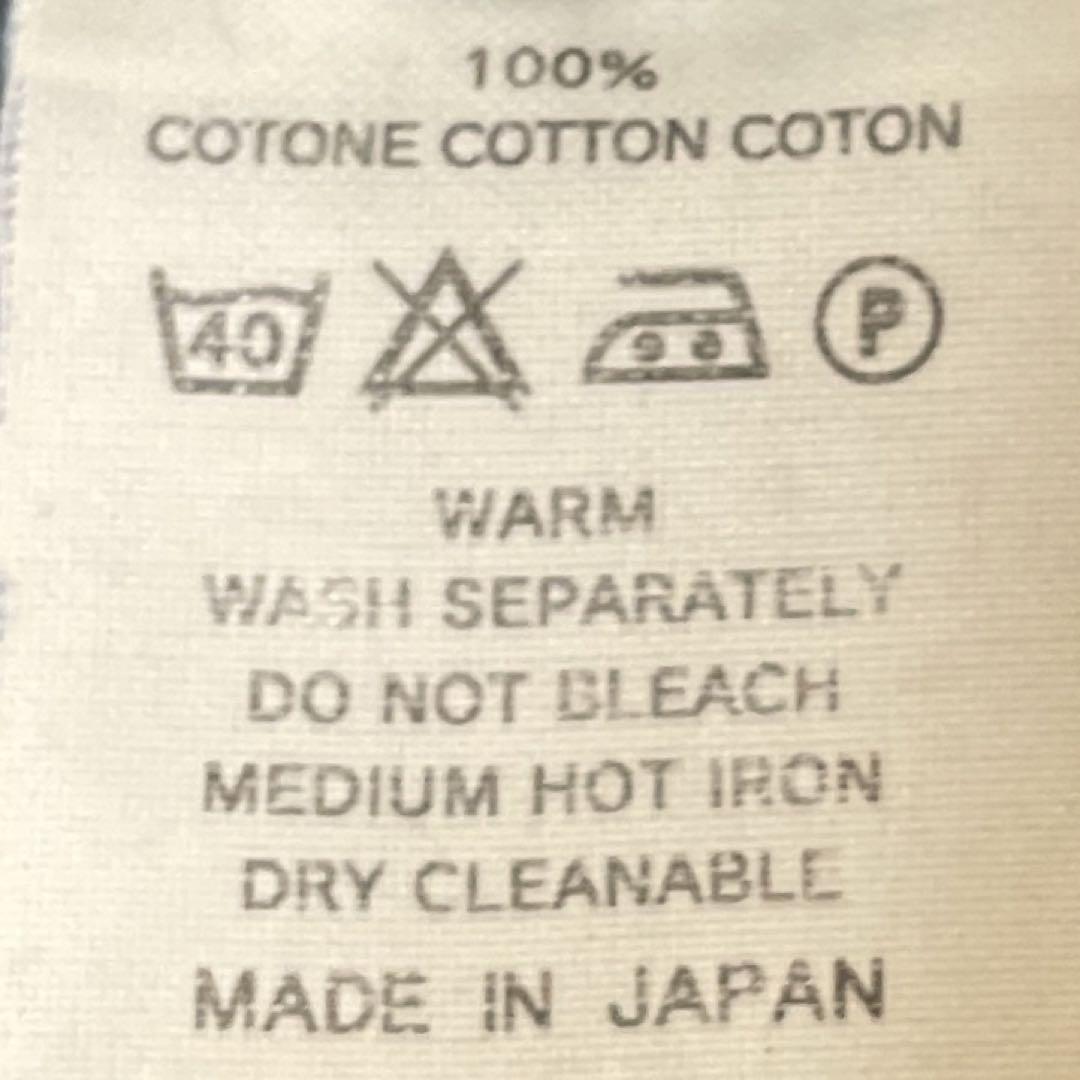 100%
COTONE COTTON COTON
40 P
WARM
WASH SEPARATELY
DO NOT BLEACH
MEDIUM HOT IRON
DRY CLEANABLE
MADE IN JAPAN